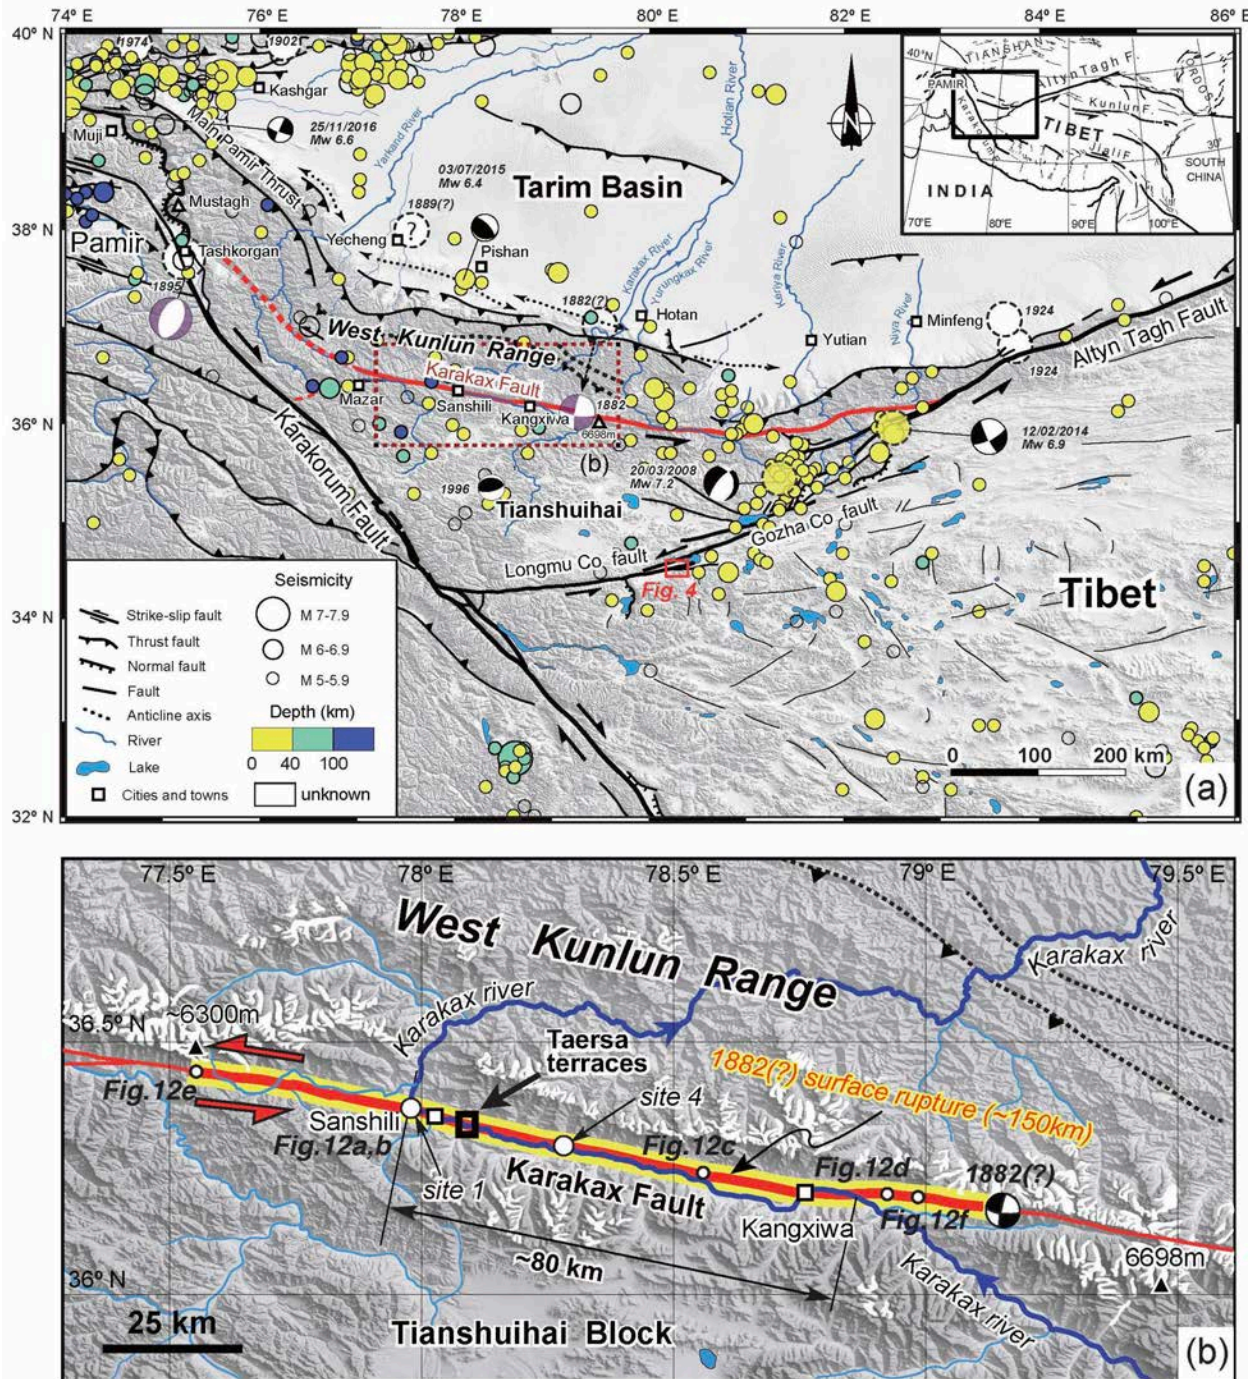 74° E
76° E
78° E
80° E
82° E
84° E
86° E
40° N
38° N
36° N
34° N
32° N
1974
1902
Kashgar
Muji
Main Pamir Thrust
25/11/2016
Mw 6.6
Yarkand River
03/07/2015
Mw 6.4
1889(?)
?
Tarim Basin
Hotian River
N
Mustagh
Pamir
Tashkorgan
1895
Yecheng
Pishan
Karakax River
Yurungkax River
Keriya River
Niya River
1882(?)
Hotan
Yutian
Minfeng
1924
1924
Altyn Tagh Fault
West Kunlun Range
Karakax Fault
Mazar
Sanshili
Kangxiwa
1882
6698m
(b)
12/02/2014
Mw 6.9
20/03/2008
Mw 7.2
1996
Tianshuihai
Karakorum Fault
Gozha Co fault
Longmu Co fault
Fig. 4
Tibet
40°N
TIANSHAN
PAMIR
Altyn Tagh F.
ORDOS
Karakorum F.
Kunlun F.
TIBET
Jiali F.
30°
SOUTH
CHINA
INDIA
70°E
80°E
90°E
100°E
Seismicity
Strike-slip fault
M 7-7.9
Thrust fault
M 6-6.9
Normal fault
M 5-5.9
Fault
Anticline axis
Depth (km)
River
Lake
0
40
100
Cities and towns
unknown
0
100
200 km
(a)
77.5° E
78° E
78.5° E
79° E
79.5° E
West Kunlun Range
Karakax river
36.5° N
~6300m
Karakax river
Taersa
terraces
1882(?) surface rupture (~150km)
Fig.12e
site 4
Sanshili
Fig.12a,b
Fig.12c
Fig.12d
1882(?)
site 1
Karakax Fault
Kangxiwa
Fig.12f
~80 km
6698m
36° N
Karakax river
25 km
Tianshuihai Block
(b)